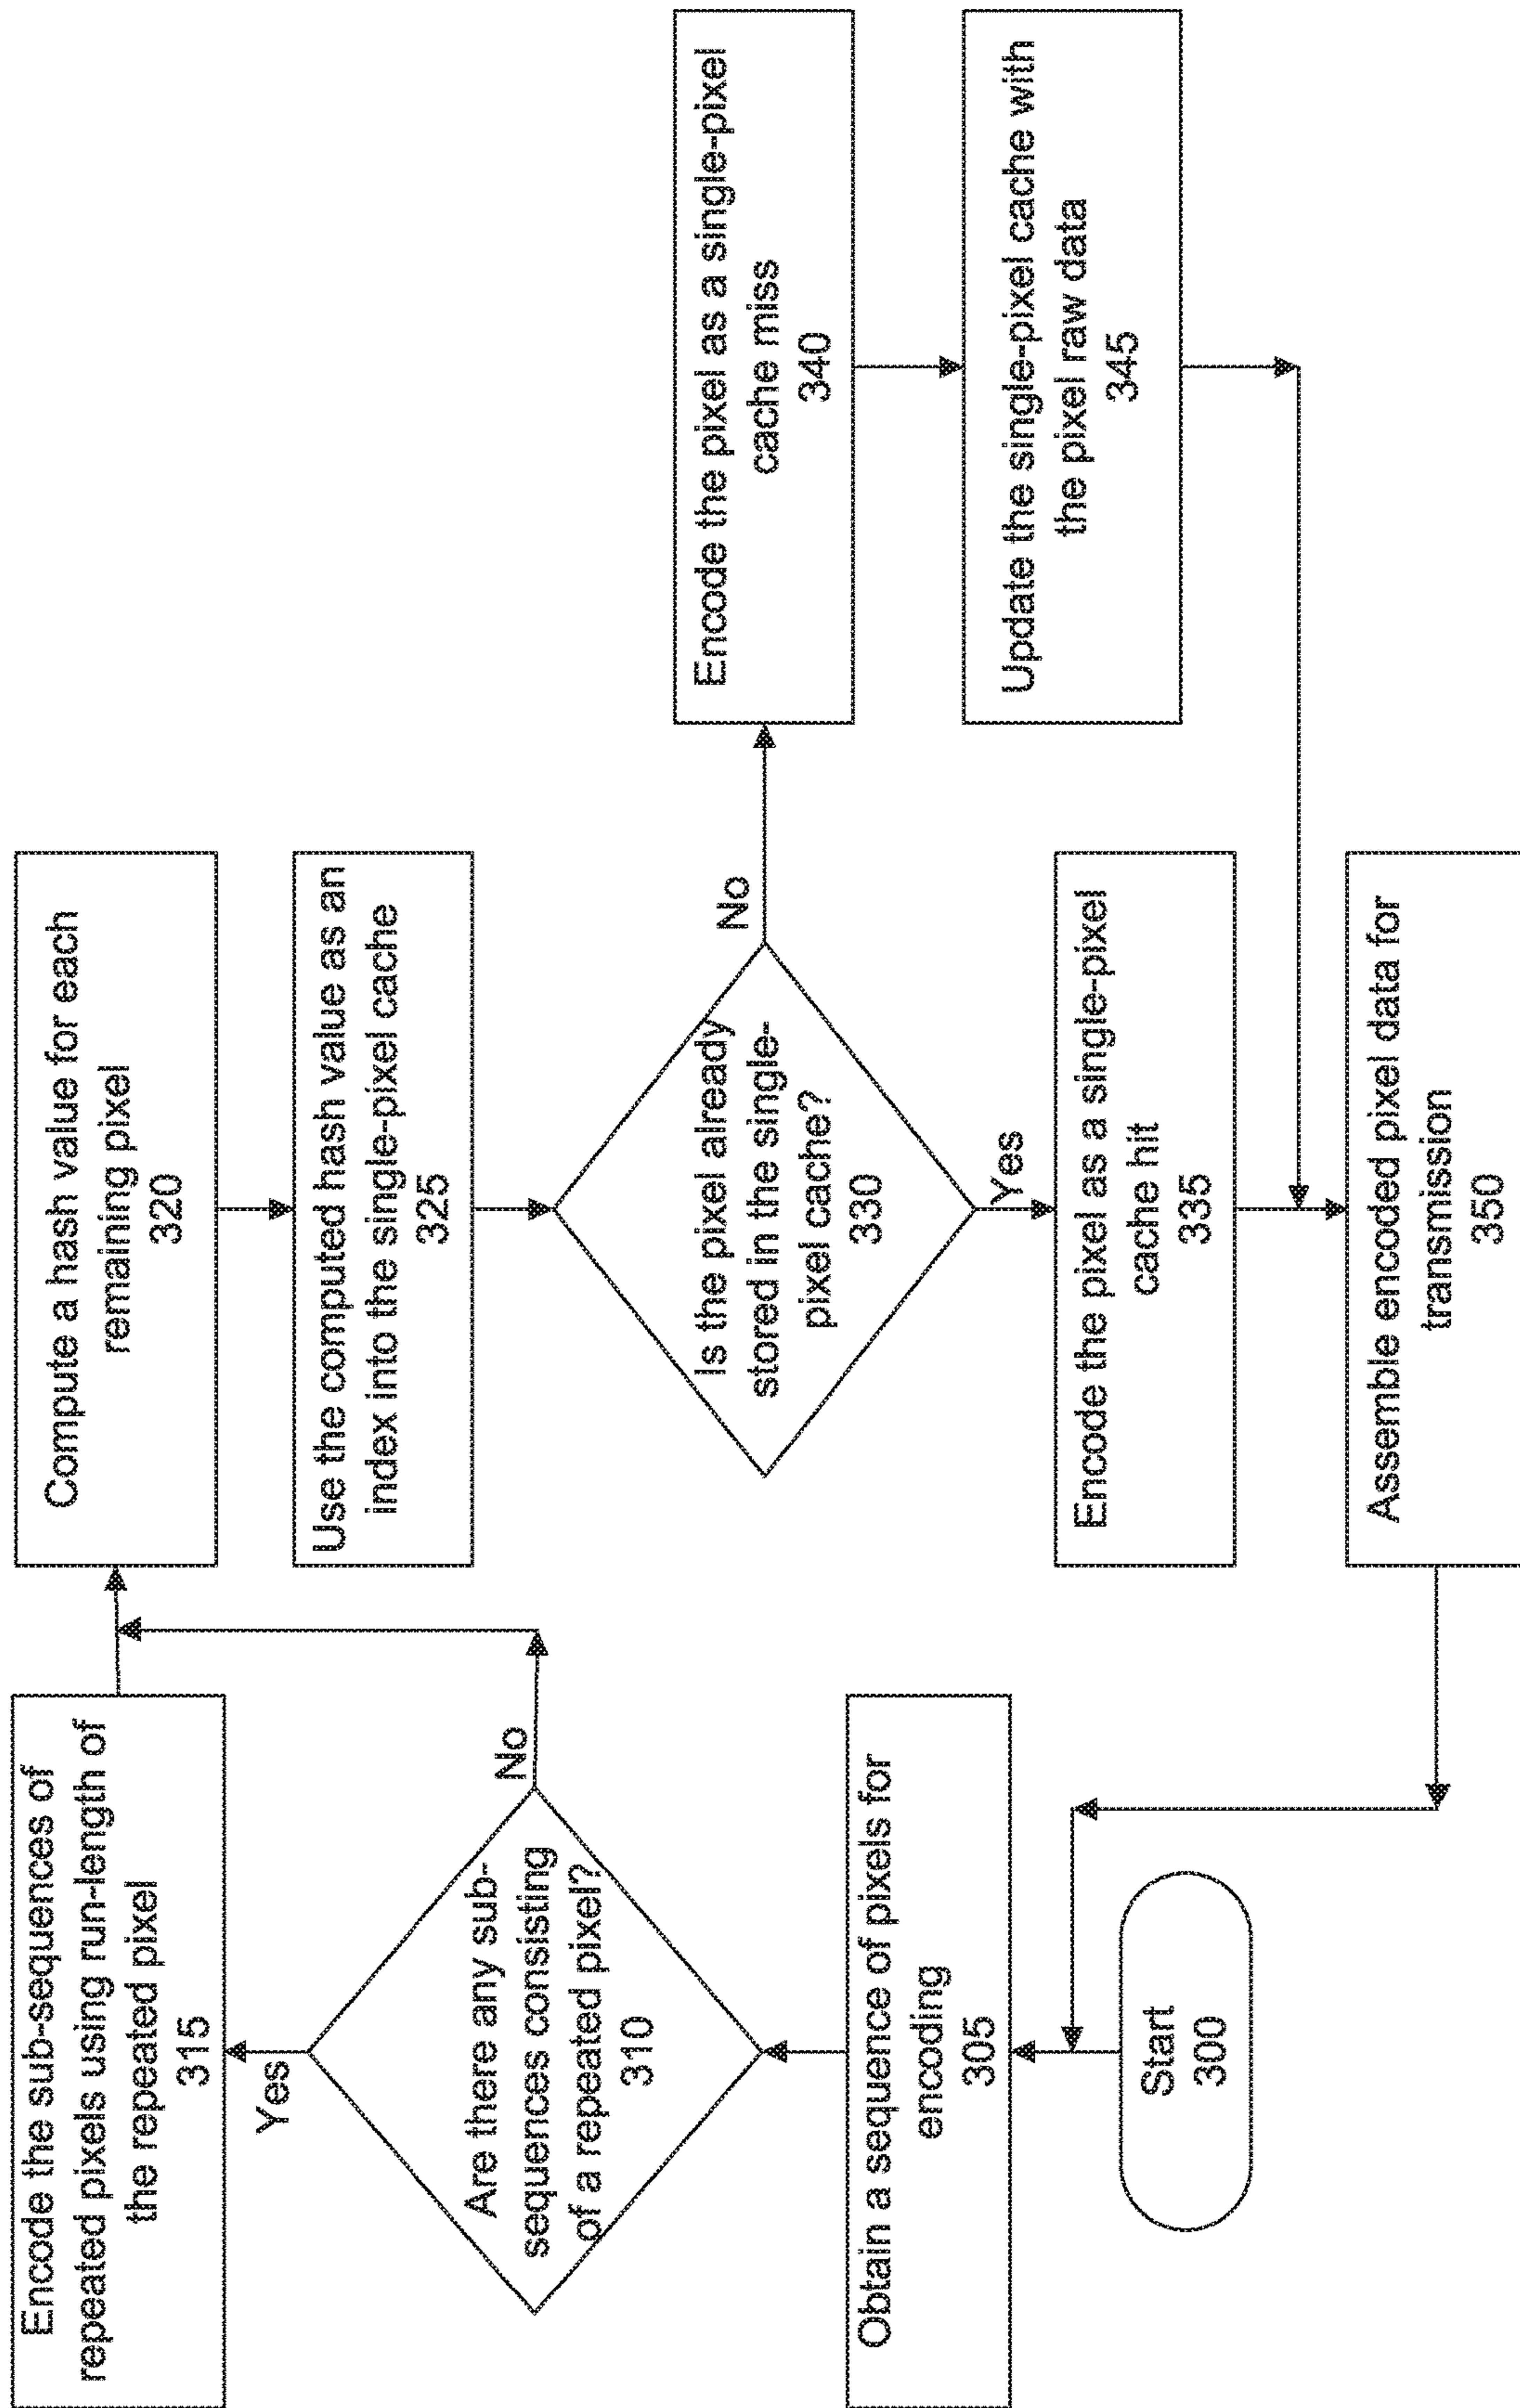 Start
300
Obtain a sequence of pixels for
encoding
305
Are there any sub-
sequences consisting
of a repeated pixel?
310
Yes
No
Encode the sub-sequences of
repeated pixels using run-length of
the repeated pixel
315
Compute a hash value for each
remaining pixel
320
Use the computed hash value as an
index into the single-pixel cache
325
Is the pixel already
stored in the single-
pixel cache?
330
Yes
No
Encode the pixel as a single-pixel
cache hit
335
Encode the pixel as a single-pixel
cache miss
340
Update the single-pixel cache with
the pixel raw data
345
Assemble encoded pixel data for
transmission
350